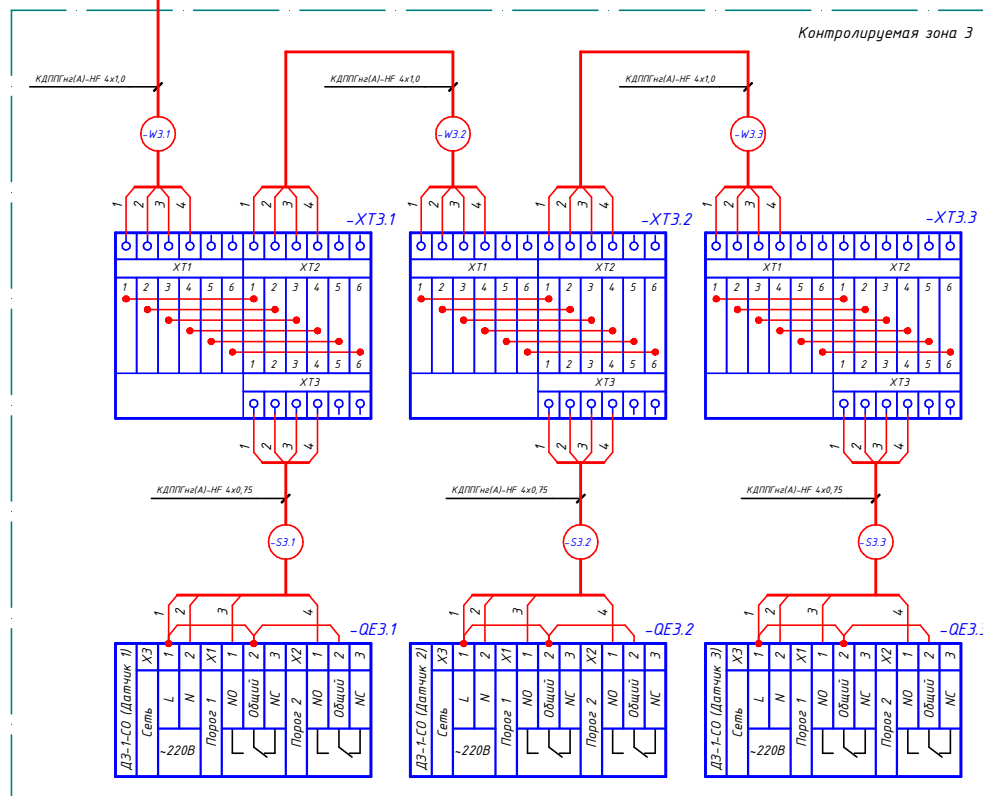 Контролируемая зона 3
КДППГнг(А)-HF 4х1,0
КДППГнг(А)-HF 4х1,0
КДППГнг(А)-HF 4х1,0
-W3.1
-W3.2
-W3.3
1 2 3 4 1 2 3 4
1 2 3 4 1 2 3 4
1 2 3 4
-XT3.1
-XT3.2
-XT3.3
XT1 XT2
XT1 XT2
XT1 XT2
1 2 3 4 5 6 1 2 3 4 5 6
1 2 3 4 5 6 1 2 3 4 5 6
1 2 3 4 5 6 1 2 3 4 5 6
1 2 3 4 5 6
1 2 3 4 5 6
1 2 3 4 5 6
XT3
XT3
XT3
1 2 3 4
1 2 3 4
1 2 3 4
КДППГнг(А)-HF 4х0,75
КДППГнг(А)-HF 4х0,75
КДППГнг(А)-HF 4х0,75
-S3.1
-S3.2
-S3.3
1 2 3 4
1 2 3 4
1 2 3 4
-QE3.1
-QE3.2
-QE3.3
ДЗ-1-СО (Датчик 1)
X3 1 2 X1 1 2 3 X2 1 2 3
Сеть L N Порог 1 NO Общий NC Порог 2 NO Общий NC
~220В
ДЗ-1-СО (Датчик 2)
X3 1 2 X1 1 2 3 X2 1 2 3
Сеть L N Порог 1 NO Общий NC Порог 2 NO Общий NC
~220В
ДЗ-1-СО (Датчик 3)
X3 1 2 X1 1 2 3 X2 1 2 3
Сеть L N Порог 1 NO Общий NC Порог 2 NO Общий NC
~220В